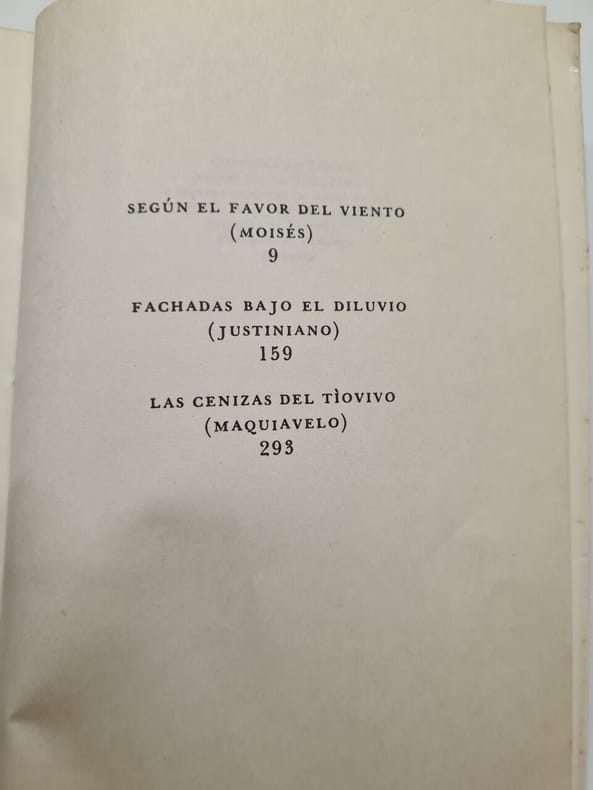 SEGÚN EL FAVOR DEL VIENTO
(MOISÉS)
9
FACHADAS BAJO EL DILUVIO
(JUSTINIANO)
159
LAS CENIZAS DEL TÌOVIVO
(MAQUIAVELO)
293